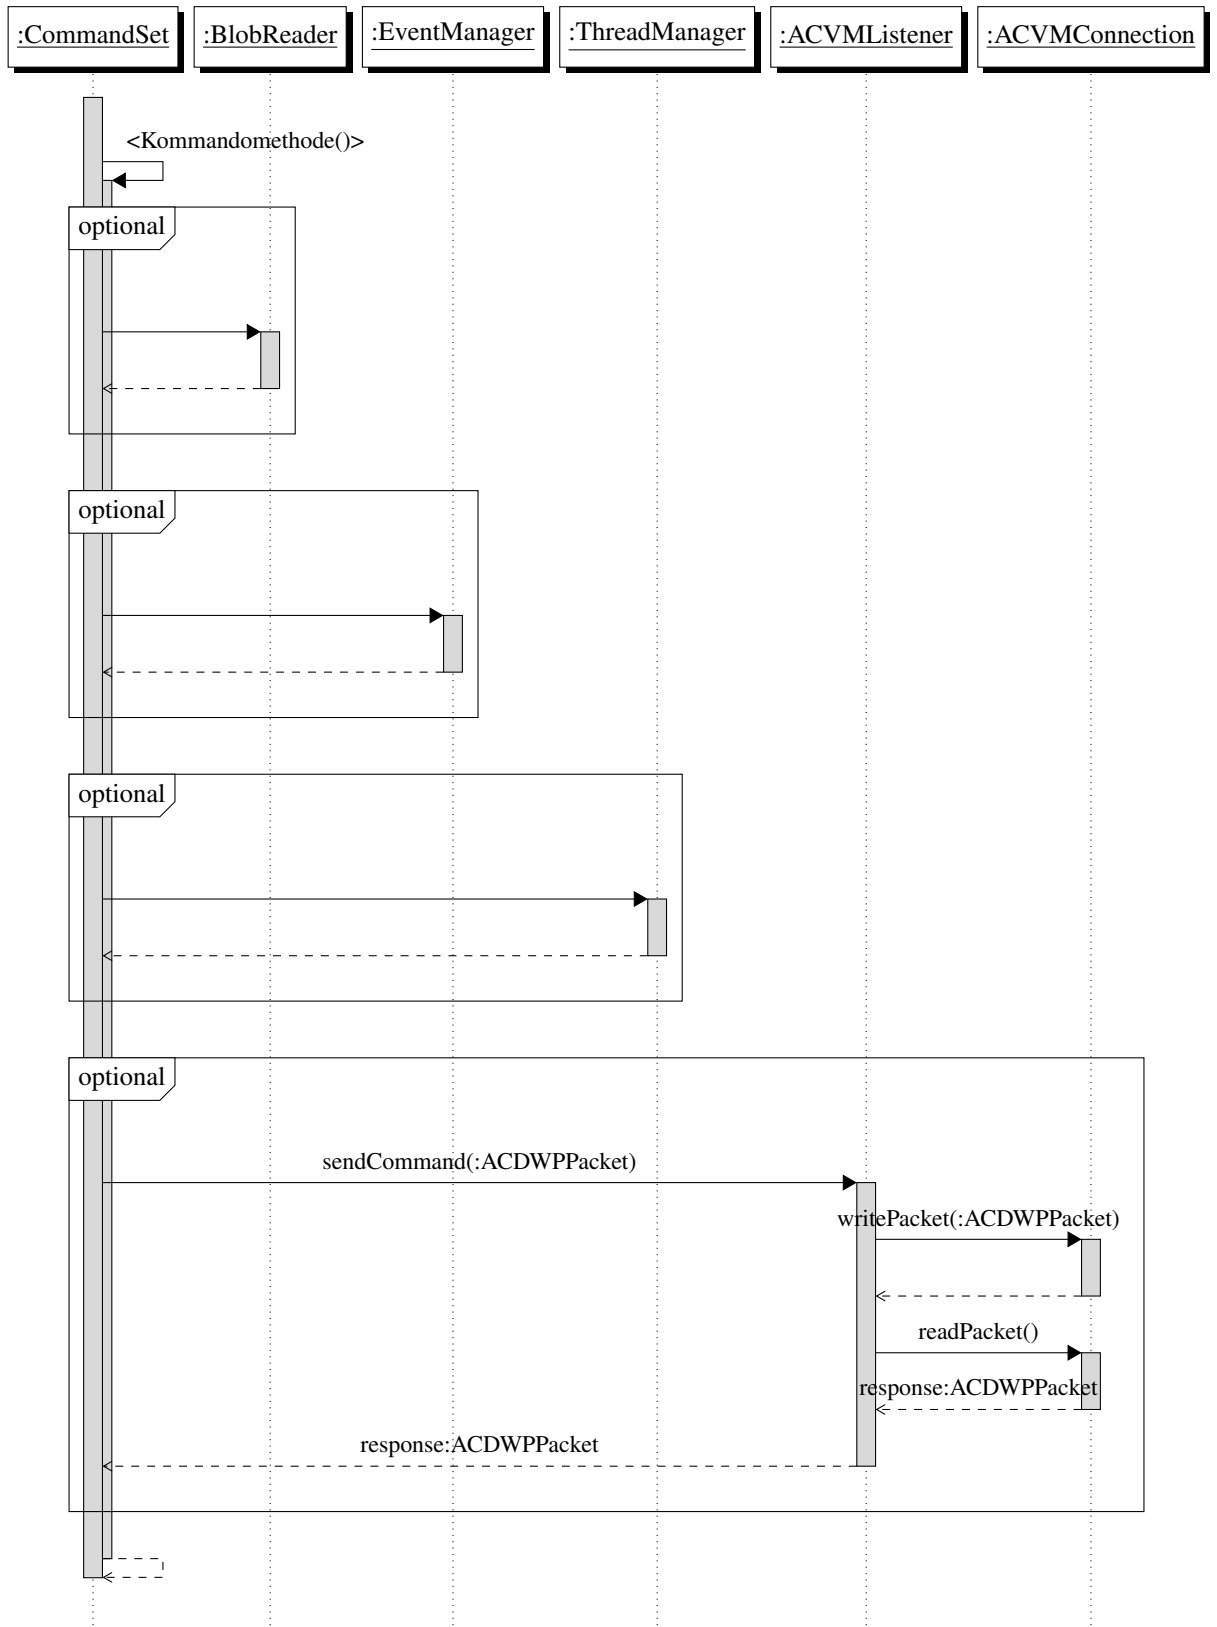 :CommandSet
:BlobReader
:EventManager
:ThreadManager
:ACVMListener
:ACVMConnection
<Kommandomethode()>
optional
optional
optional
optional
sendCommand(:ACDWPPacket)
writePacket(:ACDWPPacket)
readPacket()
response:ACDWPPacket
response:ACDWPPacket